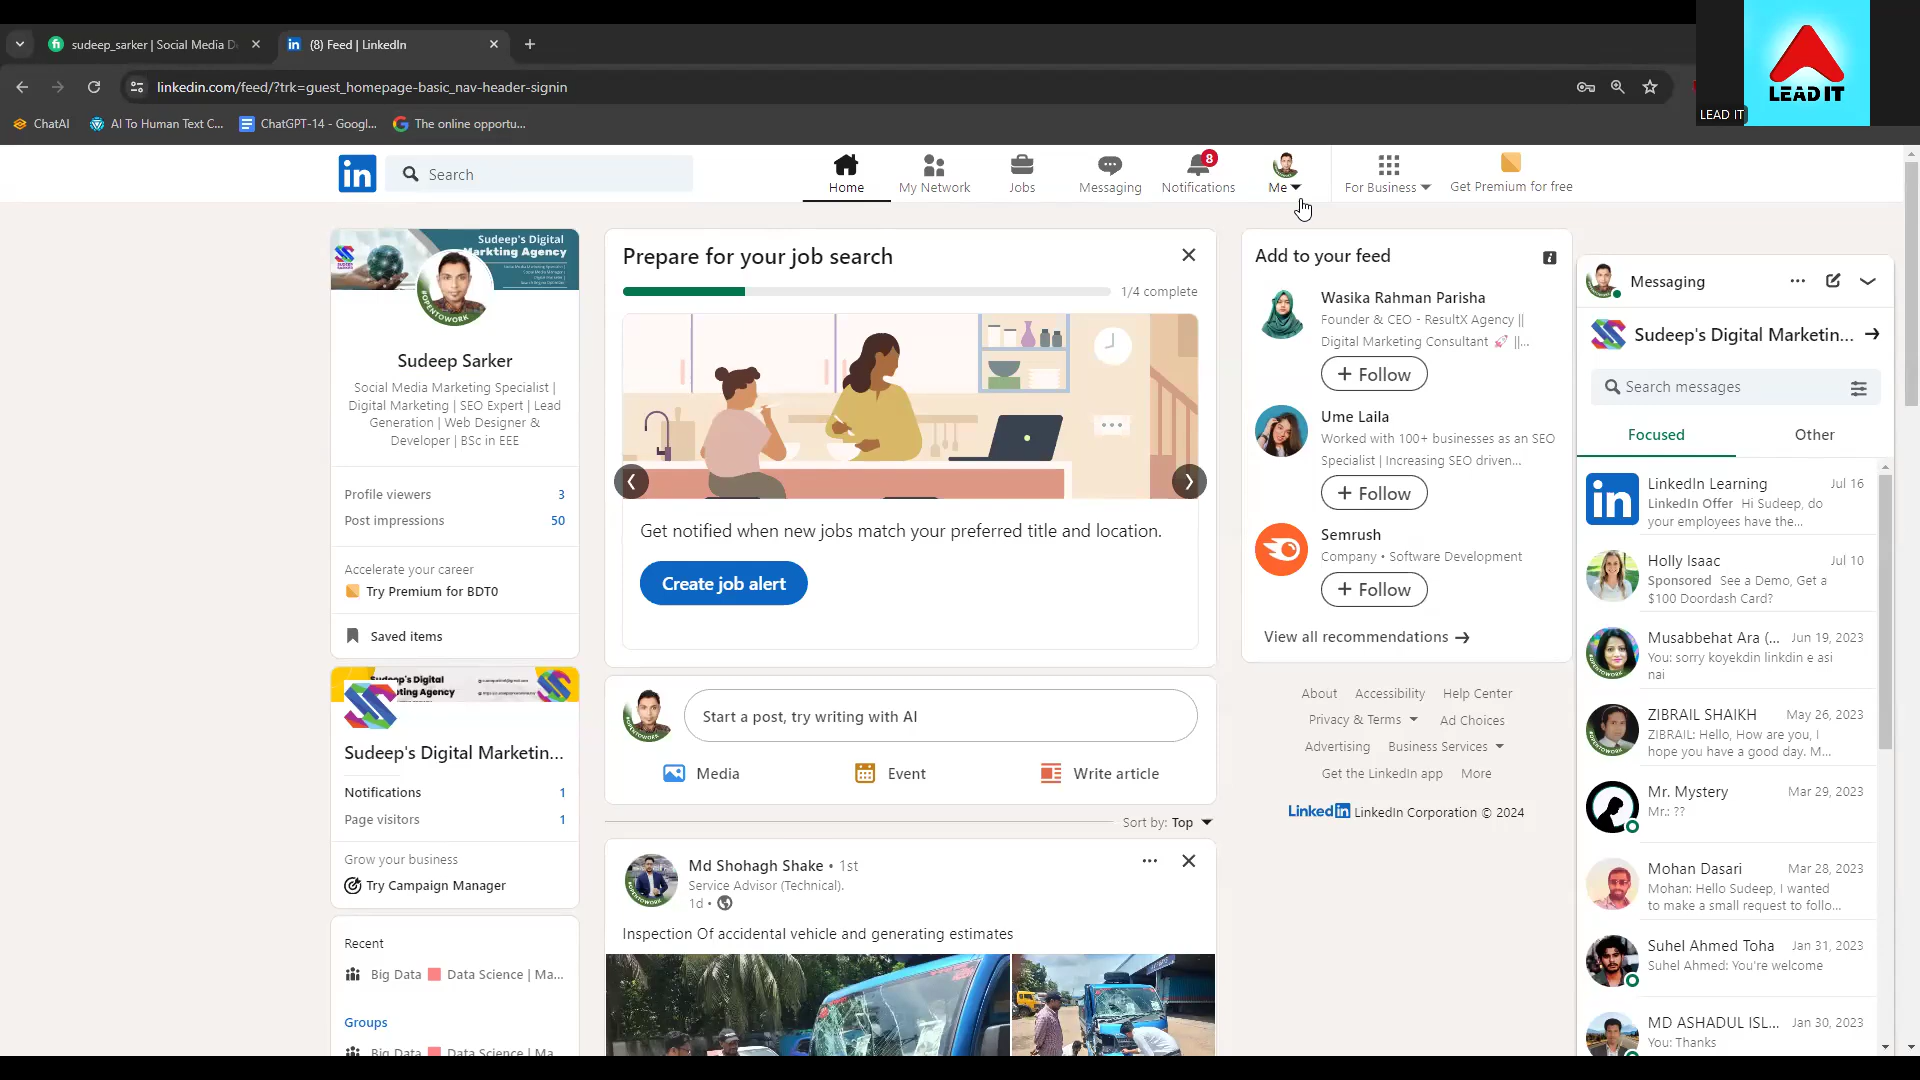 sudeep_sarker | Social Media D
(8) Feed | LinkedIn
linkedin.com/feed/?trk=guest_homepage-basic_nav-header-signin
ChatAI
AI To Human Text C...
ChatGPT-14 - Googl...
The online opportu...
LEAD IT
LEAD IT
Search
Home
My Network
Jobs
Messaging
8
Notifications
Me
For Business
Get Premium for free
Sudeep's Digital
Markting Agency
#OPENTOWORK
Sudeep Sarker
Social Media Marketing Specialist |
Digital Marketing | SEO Expert | Lead
Generation | Web Designer &
Developer | BSc in EEE
Profile viewers
3
Post impressions
50
Accelerate your career
Try Premium for BDT0
Saved items
Sudeep's Digital
ting Agency
Sudeep's Digital Marketin...
Notifications
1
Page visitors
1
Grow your business
Try Campaign Manager
Recent
Big Data
Data Science | Ma...
Groups
Big Data
Data Science | Ma...
Prepare for your job search
1/4 complete
Get notified when new jobs match your preferred title and location.
Create job alert
Start a post, try writing with AI
Media
Event
Write article
Sort by: Top
Md Shohagh Shake • 1st
Service Advisor (Technical).
1d •
Inspection Of accidental vehicle and generating estimates
Add to your feed
Wasika Rahman Parisha
Founder & CEO - ResultX Agency ||
Digital Marketing Consultant 🚀 ||...
+ Follow
Ume Laila
Worked with 100+ businesses as an SEO
Specialist | Increasing SEO driven...
+ Follow
Semrush
Company • Software Development
+ Follow
View all recommendations →
About
Accessibility
Help Center
Privacy & Terms
Ad Choices
Advertising
Business Services
Get the LinkedIn app
More
LinkedIn LinkedIn Corporation © 2024
Messaging
Sudeep's Digital Marketin...
Search messages
Focused
Other
LinkedIn Learning
Jul 16
LinkedIn Offer Hi Sudeep, do
your employees have the...
Holly Isaac
Jul 10
Sponsored See a Demo, Get a
$100 Doordash Card?
Musabbehat Ara (...
Jun 19, 2023
You: sorry koyekdin linkdin e asi
nai
ZIBRAIL SHAIKH
May 26, 2023
ZIBRAIL: Hello, How are you, I
hope you have a good day. M...
Mr. Mystery
Mar 29, 2023
Mr.: ??
Mohan Dasari
Mar 28, 2023
Mohan: Hello Sudeep, I wanted
to make a small request to follo...
Suhel Ahmed Toha
Jan 31, 2023
Suhel Ahmed: You're welcome
MD ASHADUL ISL...
Jan 30, 2023
You: Thanks